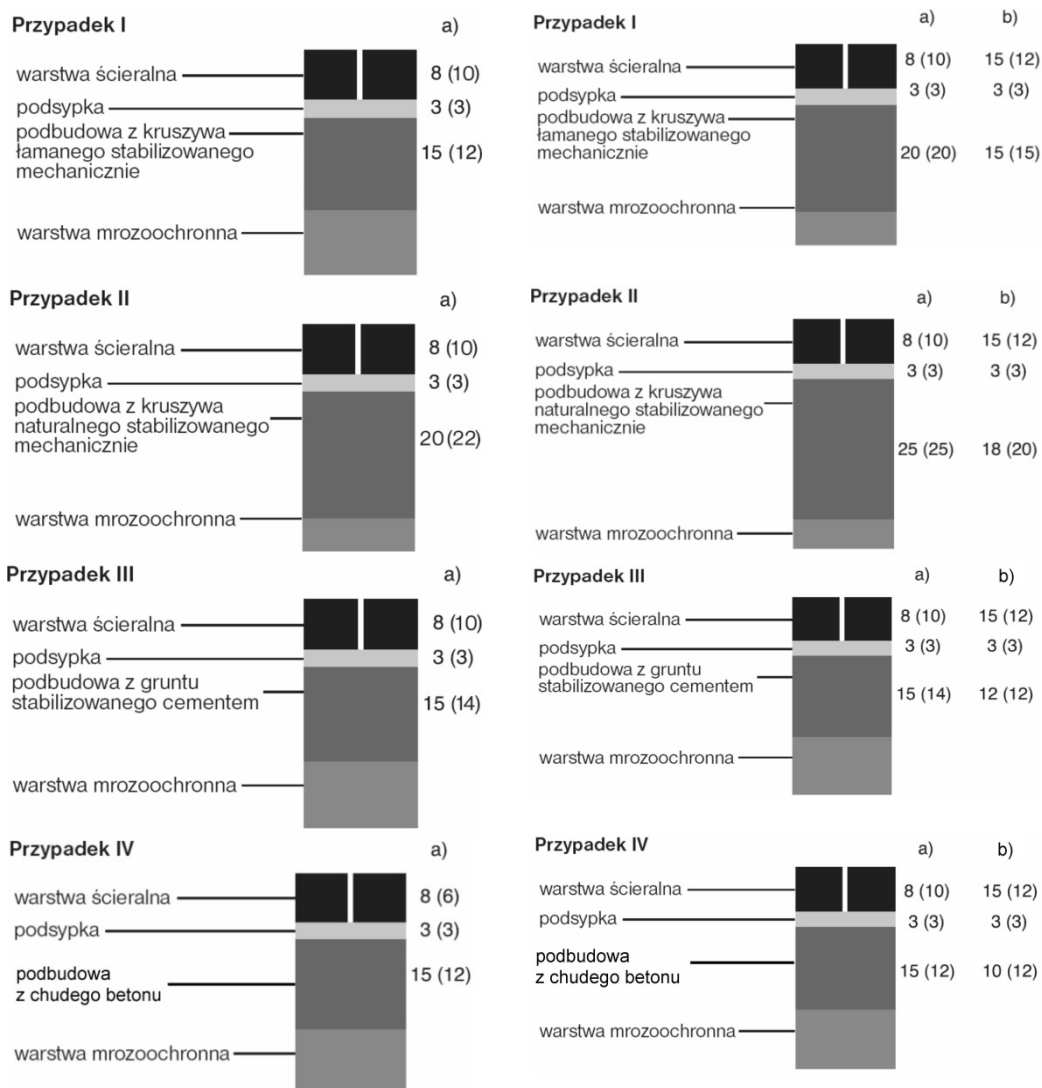 Przypadek I a)
warstwa ścieralna 8 (10)
podsypka 3 (3)
podbudowa z kruszywa
łamanego stabilizowanego 15 (12)
mechanicznie
warstwa mrozoochronna
Przypadek II a)
warstwa ścieralna 8 (10)
podsypka 3 (3)
podbudowa z kruszywa
naturalnego stabilizowanego
mechanicznie 20 (22)
warstwa mrozoochronna
Przypadek III a)
warstwa ścieralna 8 (10)
podsypka 3 (3)
podbudowa z gruntu
stabilizowanego cementem 15 (14)
warstwa mrozoochronna
Przypadek IV a)
warstwa ścieralna 8 (6)
podsypka 3 (3)
podbudowa 15 (12)
z chudego betonu
warstwa mrozoochronna
Przypadek I a) b)
warstwa ścieralna 8 (10) 15 (12)
podsypka 3 (3) 3 (3)
podbudowa z kruszywa
łamanego stabilizowanego
mechanicznie 20 (20) 15 (15)
warstwa mrozoochronna
Przypadek II a) b)
warstwa ścieralna 8 (10) 15 (12)
podsypka 3 (3) 3 (3)
podbudowa z kruszywa
naturalnego stabilizowanego
mechanicznie
25 (25) 18 (20)
warstwa mrozoochronna
Przypadek III a) b)
warstwa ścieralna 8 (10) 15 (12)
podsypka 3 (3) 3 (3)
podbudowa z gruntu
stabilizowanego cementem 15 (14) 12 (12)
warstwa mrozoochronna
Przypadek IV a) b)
warstwa ścieralna 8 (10) 15 (12)
podsypka 3 (3) 3 (3)
podbudowa
z chudego betonu 15 (12) 10 (12)
warstwa mrozoochronna